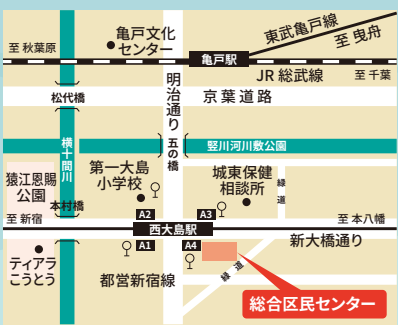 亀戸文化
センター
至 秋葉原
東武亀戸線
至 曳舟
亀戸駅
JR 総武線
至 千葉
明治通り
京葉道路
松代橋
五の橋
竪川河川敷公園
横十間川
第一大島
小学校
城東保健
相談所
緑道
猿江恩賜
公園
本村橋
A2
A3
至 新宿
西大島駅
至 本八幡
A1
A4
新大橋通り
ティアラ
こうとう
都営新宿線
緑道
総合区民センター